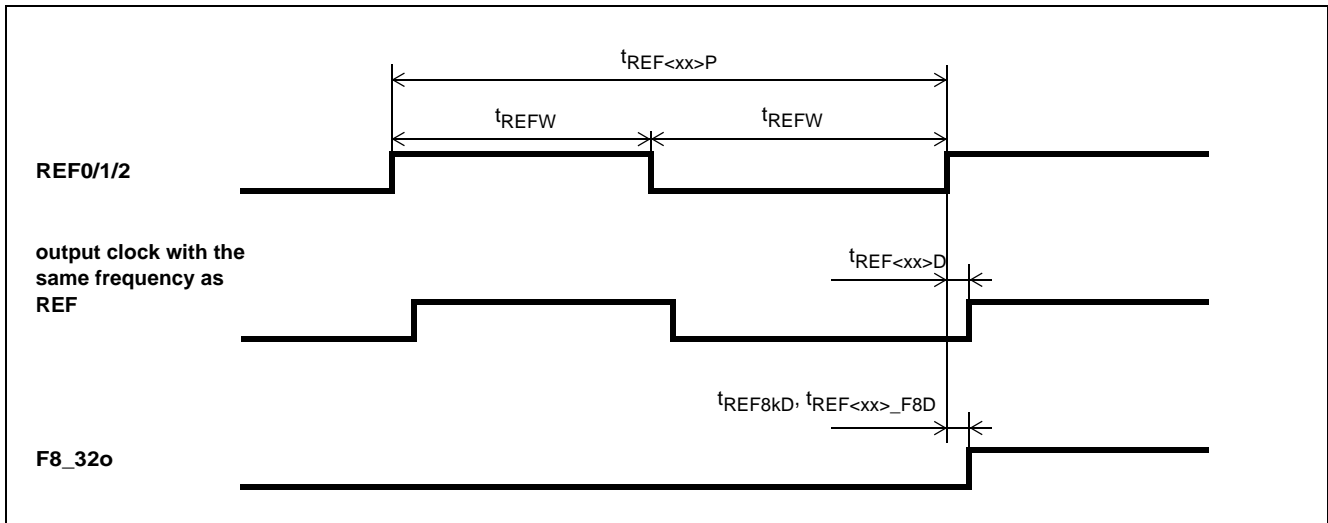 tREF<xx>P
tREFW tREFW
REF0/1/2
output clock with the
same frequency as
REF
tREF<xx>D
tREF8kD, tREF<xx>_F8D
F8_32o